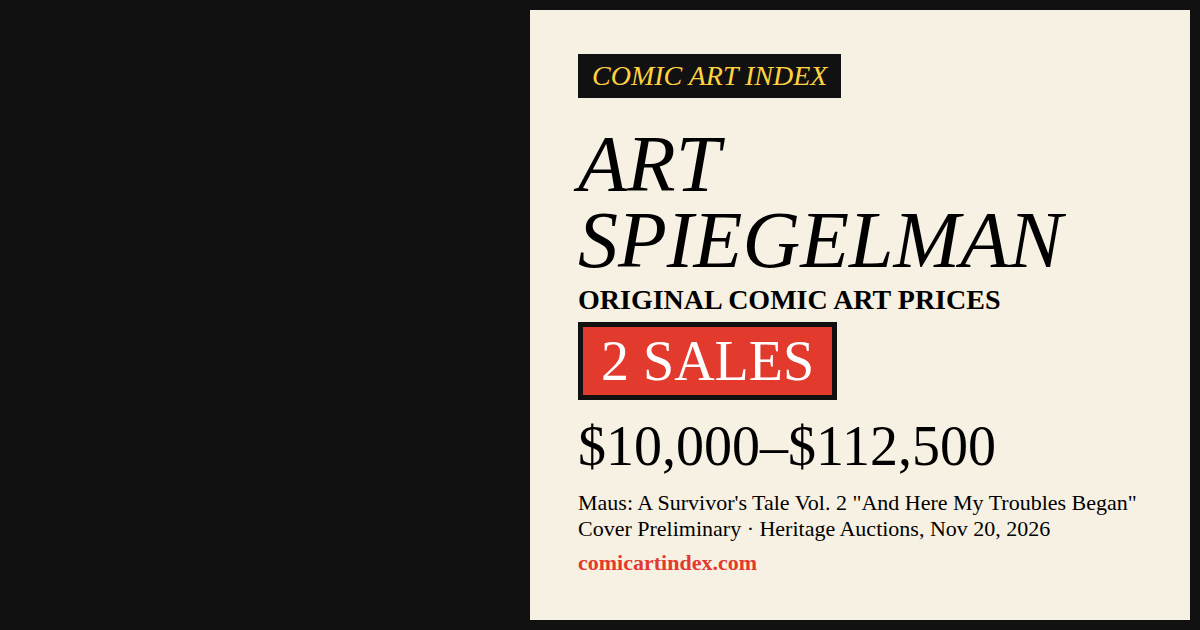 COMIC ART INDEX
ART
SPIEGELMAN
ORIGINAL COMIC ART PRICES
2 SALES
$10,000–$112,500
Maus: A Survivor's Tale Vol. 2 "And Here My Troubles Began"
Cover Preliminary · Heritage Auctions, Nov 20, 2026
comicartindex.com